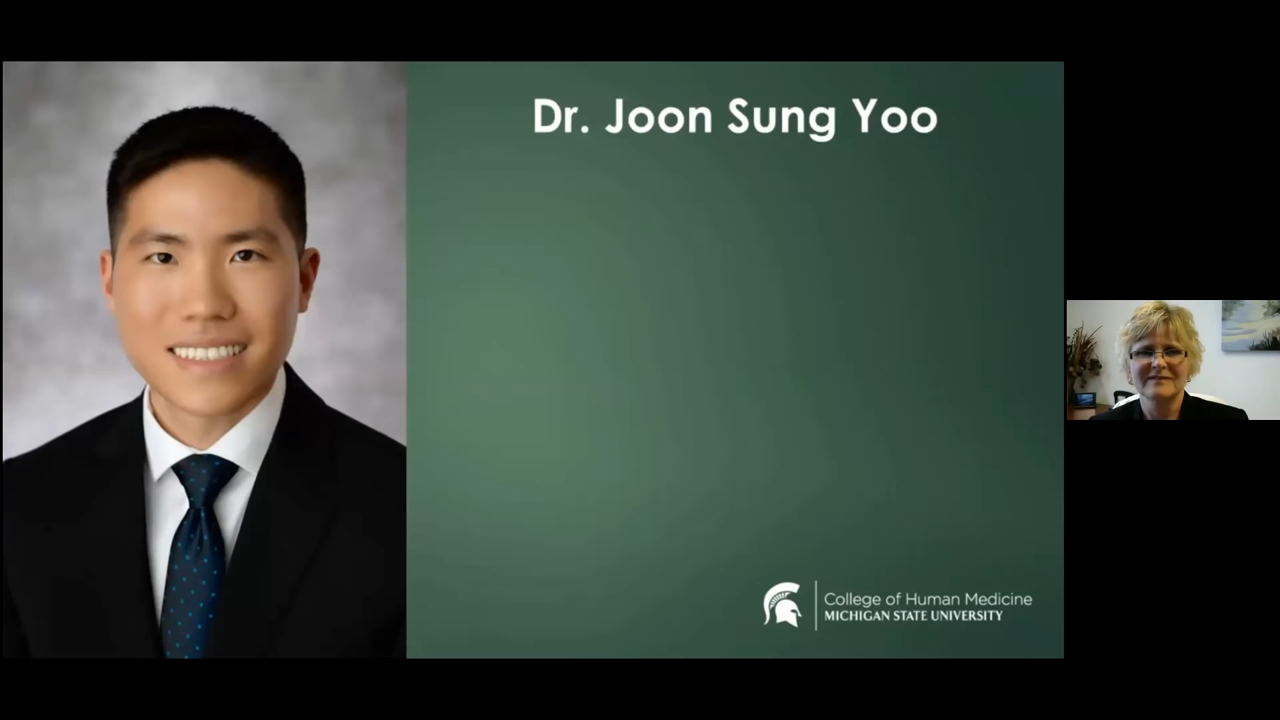 Dr. Joon Sung Yoo
College of Human Medicine
MICHIGAN STATE UNIVERSITY